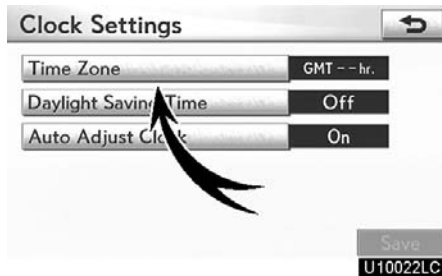 Clock Settings
Time Zone GMT -- hr.
Daylight Saving Time Off
Auto Adjust Clock On
Save
U10022LC